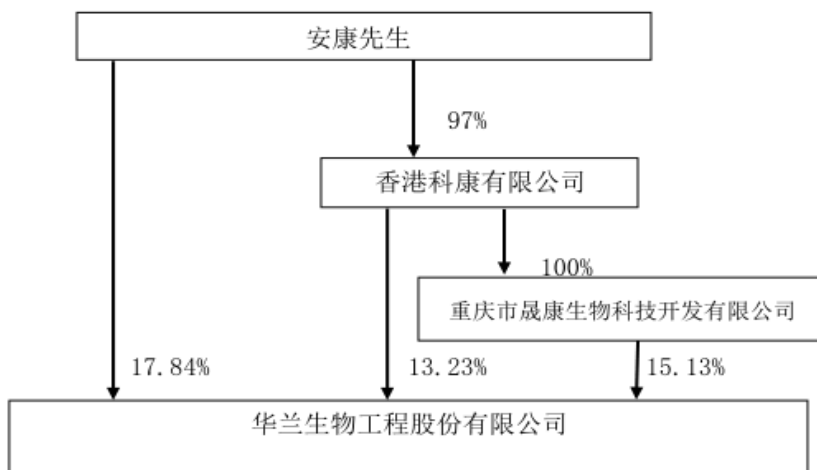 安康先生
97%
香港科康有限公司
100%
重庆市晟康生物科技开发有限公司
17.84%
13.23%
15.13%
华兰生物工程股份有限公司